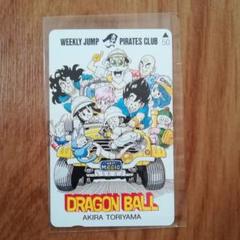 WEEKLY JUMP PIRATES CLUB
50
DRAGON BALL
AKIRA TORIYAMA